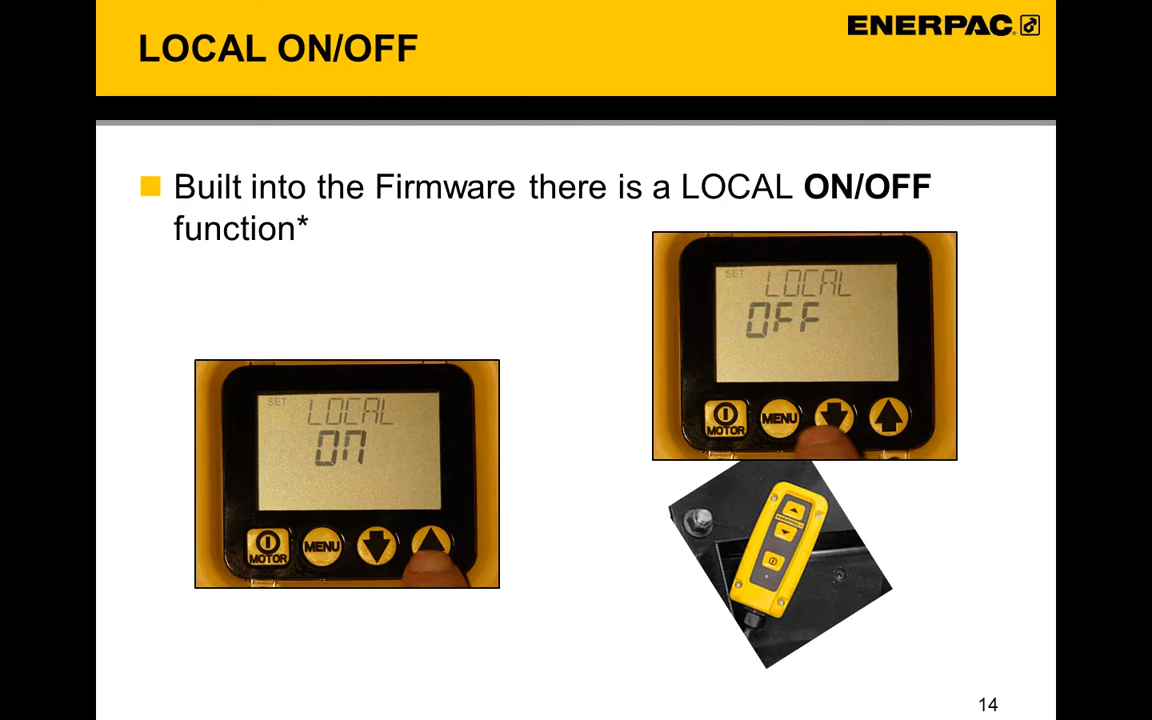 LOCAL ON/OFF
ENERPAC
Built into the Firmware there is a LOCAL ON/OFF
function*
SET
LOCAL
OFF
MOTOR
MENU
SET
LOCAL
ON
MOTOR
MENU
14